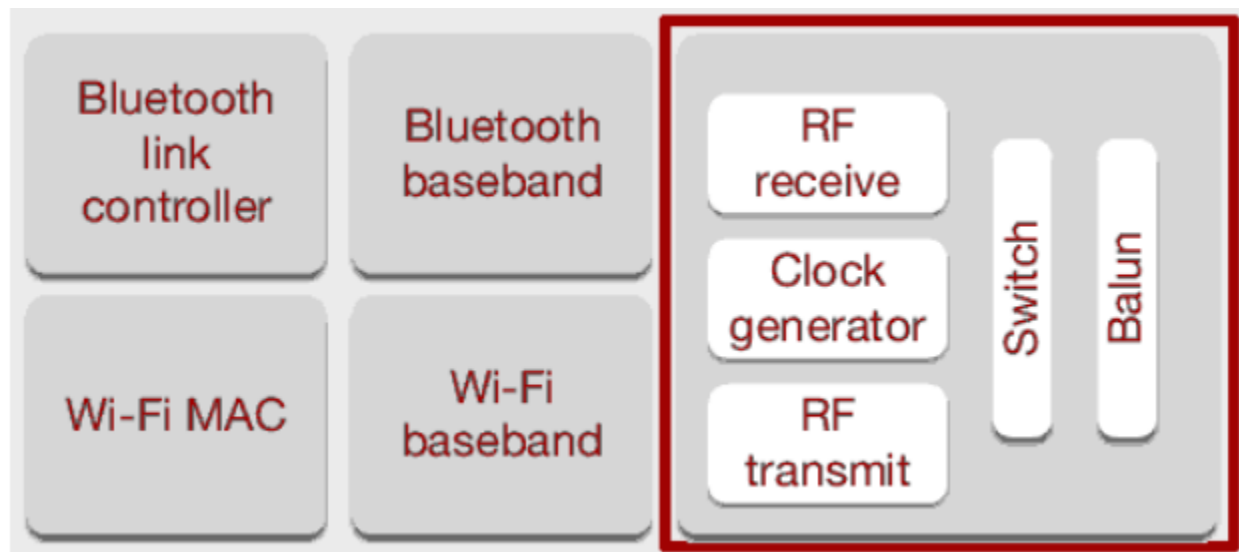 Bluetooth
link
controller
Bluetooth
baseband
Wi-Fi MAC
Wi-Fi
baseband
RF
receive
Clock
generator
RF
transmit
Switch
Balun